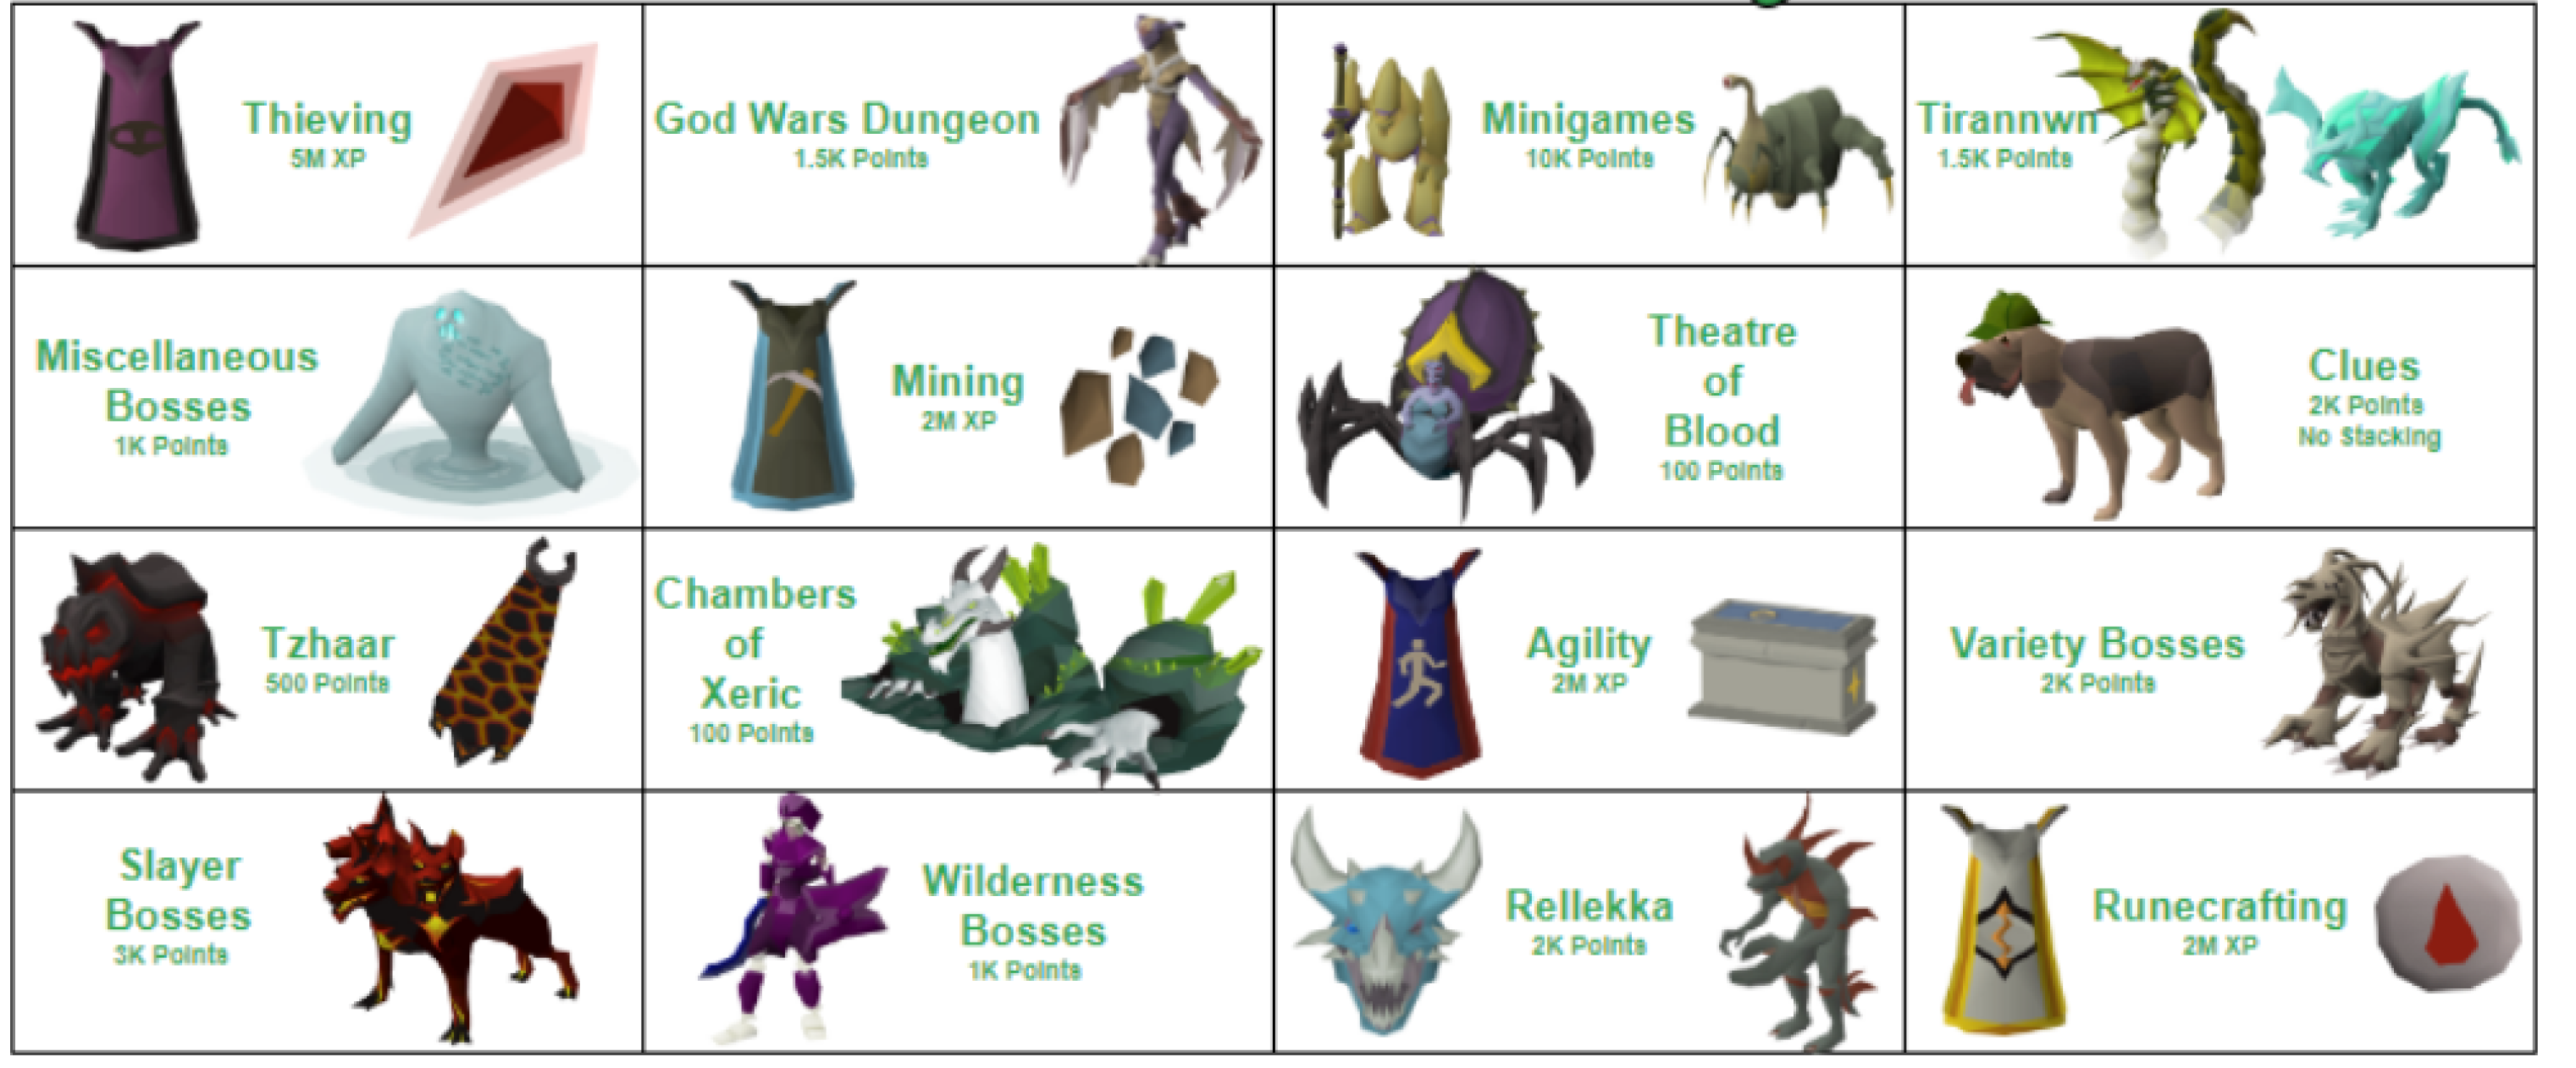 Thieving
5M XP
God Wars Dungeon
1.5K Points
Minigames
10K Points
Tirannwn
1.5K Points
Miscellaneous
Bosses
1K Points
Mining
2M XP
Theatre
of
Blood
100 Points
Clues
2K Points
No Stacking
Tzhaar
500 Points
Chambers
of
Xeric
100 Points
Agility
2M XP
Variety Bosses
2K Points
Slayer
Bosses
3K Points
Wilderness
Bosses
1K Points
Rellekka
2K Points
Runecrafting
2M XP